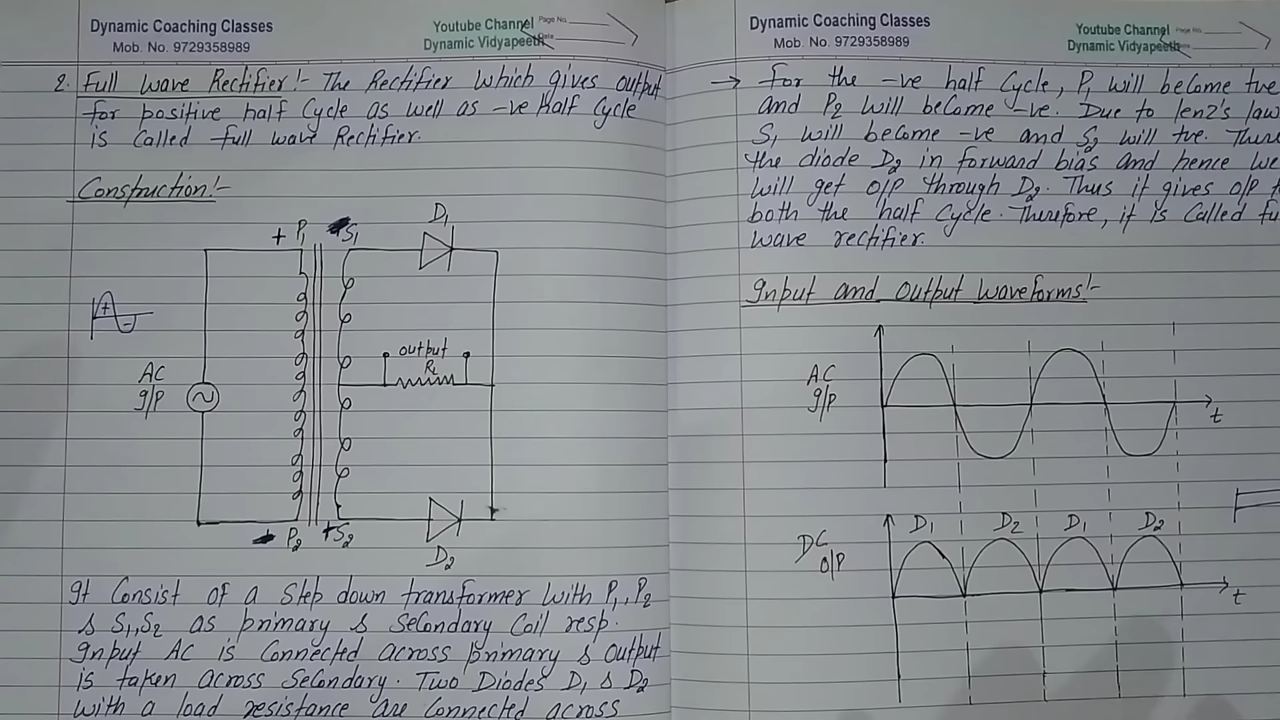 Dynamic Coaching Classes
Mob. No. 9729358989
Youtube Channel
Dynamic Vidyapeeth
Page No.
Date
2. Full Wave Rectifier:- The Rectifier which gives output
for positive half Cycle as well as -ve Half Cycle
is Called full wave Rectifier.
Construction:-
+ P1
S1
D1
+
-
AC
I/P
output
RL
P2
+S2
D2
It Consist of a Step down transformer with P1, P2
& S1, S2 as primary & Secondary Coil resp.
Input AC is Connected across primary & output
is taken across Secondary. Two Diodes D1 & D2
with a load resistance are Connected across
Dynamic Coaching Classes
Mob. No. 9729358989
Youtube Channel
Dynamic Vidyapeeth
Page No.
→ For the -ve half Cycle, P1 will become +ve
and P2 will become -ve. Due to lenz's law
S1 will become -ve and S2 will +ve. There
the diode D2 in forward bias and hence we
will get O/P through D2. Thus it gives O/P f
both the half Cycle. Therefore, it is Called fu
wave rectifier.
Input and Output Waveforms:-
AC
I/P
t
DC
O/P
D1 D2 D1 D2
t